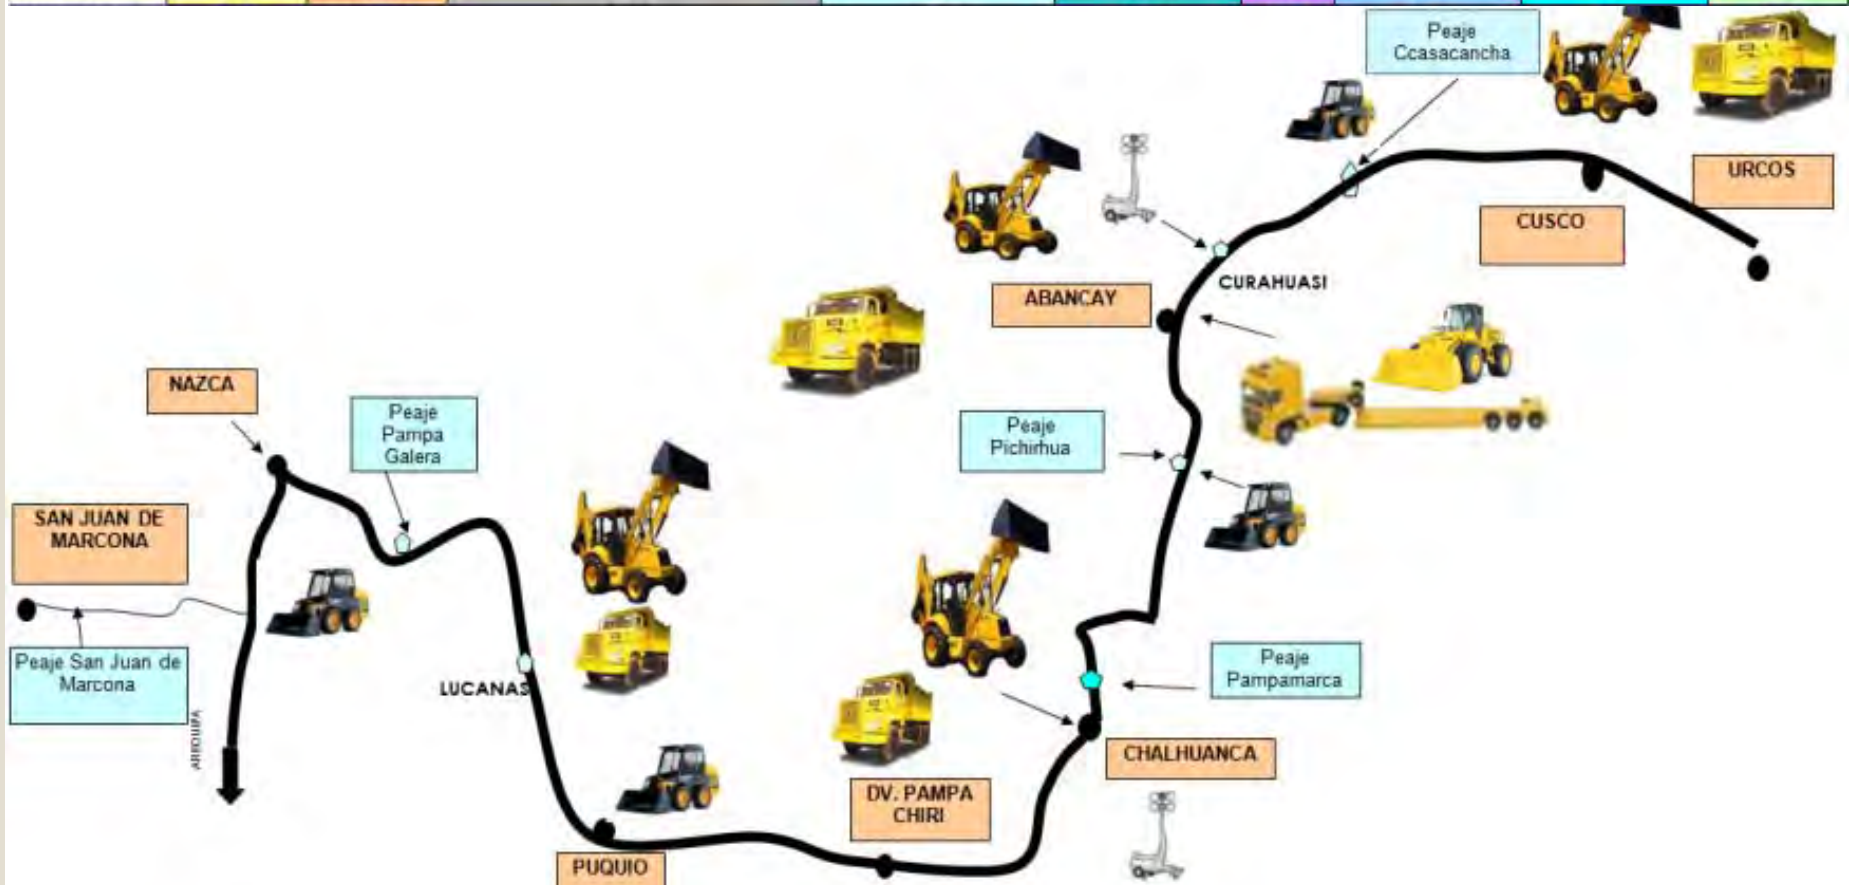 Peaje
Ccasacancha
URCOS
CUSCO
CURAHUASI
ABANCAY
NAZCA
Peaje
Pampa
Galera
Peaje
Pichirhua
SAN JUAN DE
MARCONA
Peaje San Juan de
Marcona
LUCANAS
Peaje
Pampamarca
CHALHUANCA
DV. PAMPA
CHIRI
PUQUIO